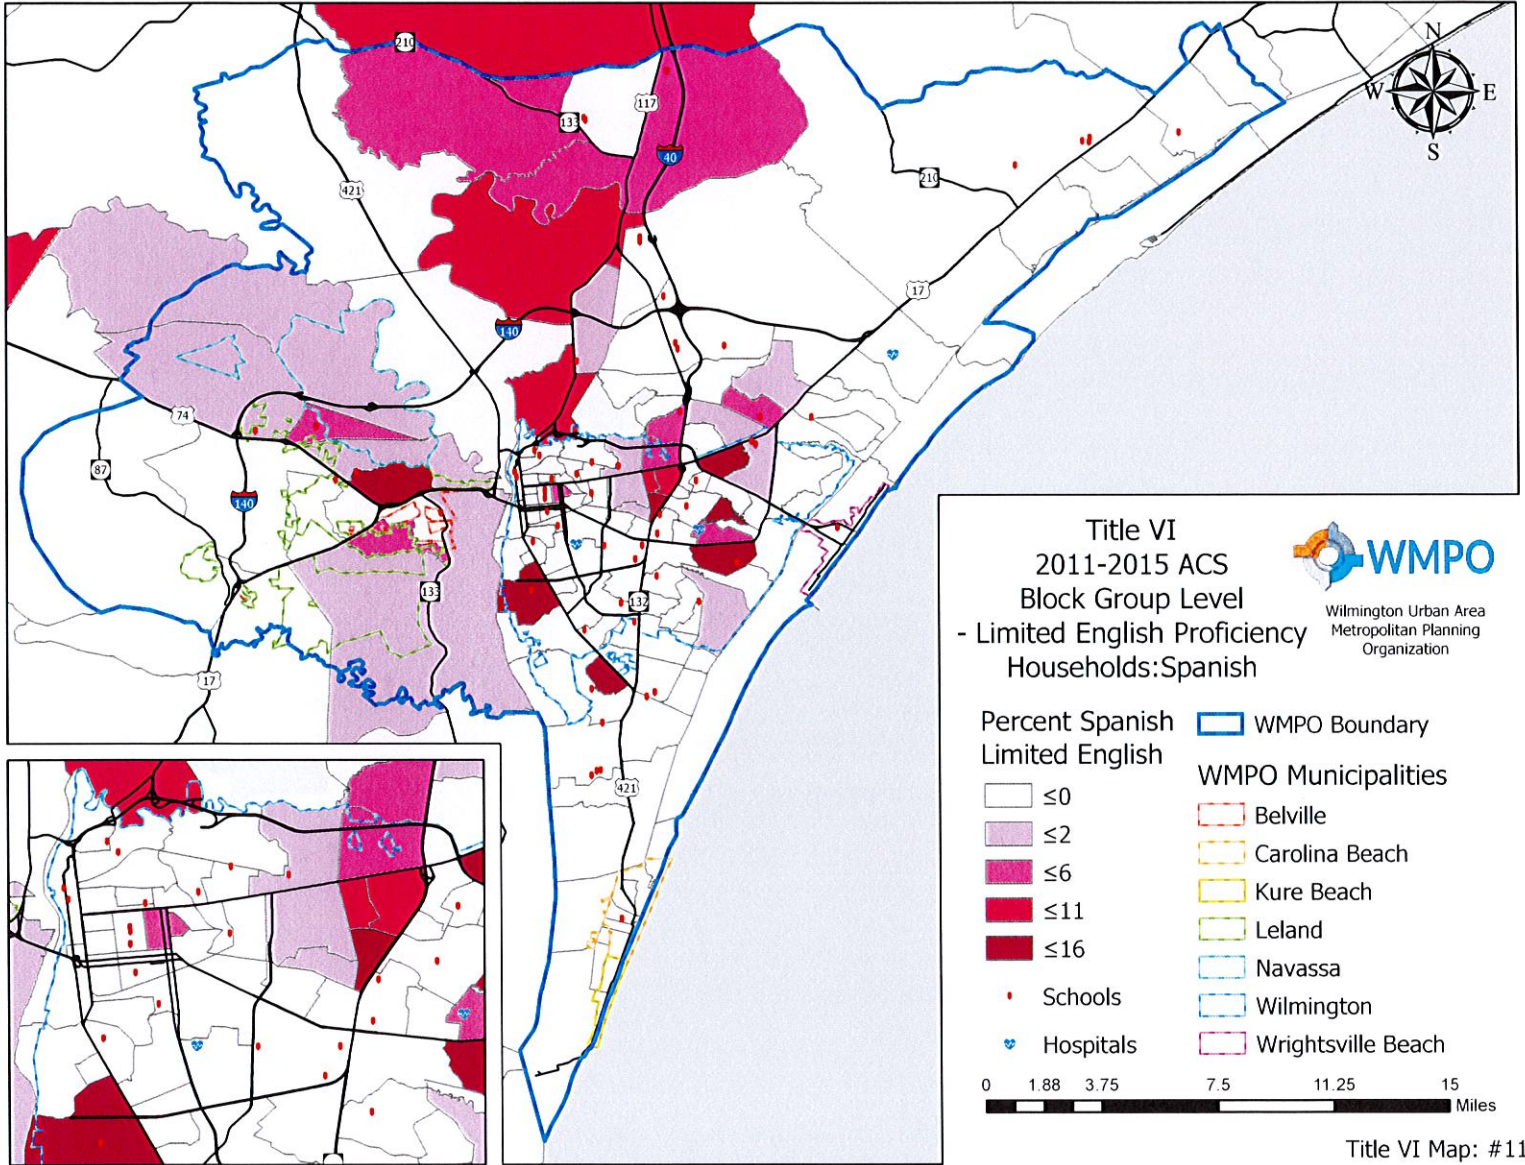 210
117
133
40
421
210
N
W
E
S
17
140
74
87
140
133
132
17
421
Title VI
2011-2015 ACS
Block Group Level
- Limited English Proficiency
Households:Spanish
WMPO
Wilmington Urban Area
Metropolitan Planning
Organization
Percent Spanish
Limited English
≤0
≤2
≤6
≤11
≤16
Schools
Hospitals
WMPO Boundary
WMPO Municipalities
Belville
Carolina Beach
Kure Beach
Leland
Navassa
Wilmington
Wrightsville Beach
0 1.88 3.75 7.5 11.25 15
Miles
Title VI Map: #11